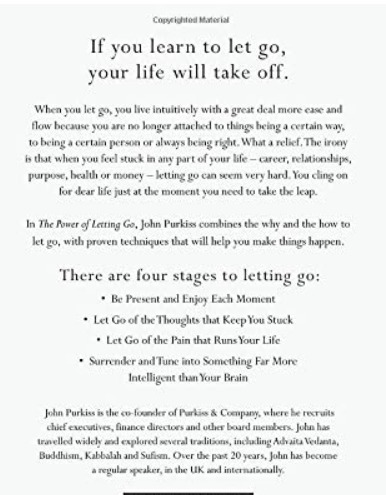 Copyrighted Material
If you learn to let go,
your life will take off.
When you let go, you live intuitively with a great deal more ease and
flow because you are no longer attached to things being a certain way,
to being a certain person or always being right. What a relief. The irony
is that when you feel stuck in any part of your life – career, relationships,
purpose, health or money – letting go can seem very hard. You cling on
for dear life just at the moment you need to take the leap.
In The Power of Letting Go, John Purkiss combines the why and the how to
let go, with proven techniques that will help you make things happen.
There are four stages to letting go:
• Be Present and Enjoy Each Moment
• Let Go of the Thoughts that Keep You Stuck
• Let Go of the Pain that Runs Your Life
• Surrender and Tune into Something Far More
Intelligent than Your Brain
John Purkiss is the co-founder of Purkiss & Company, where he recruits
chief executives, finance directors and other board members. John has
travelled widely and explored several traditions, including Advaita Vedanta,
Buddhism, Kabbalah and Sufism. Over the past 20 years, John has become
a regular speaker, in the UK and internationally.